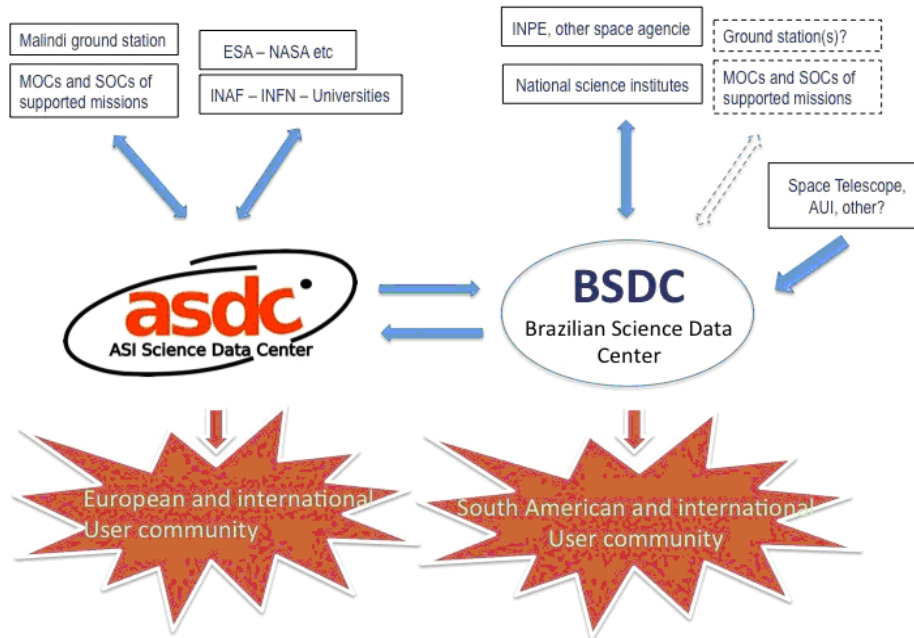 Malindi ground station
MOCs and SOCs of
supported missions
ESA – NASA etc
INAF – INFN – Universities
INPE, other space agencie
National science institutes
Ground station(s)?
MOCs and SOCs of
supported missions
Space Telescope,
AUI, other?
asdc
ASI Science Data Center
BSDC
Brazilian Science Data
Center
European and international
User community
South American and international
User community